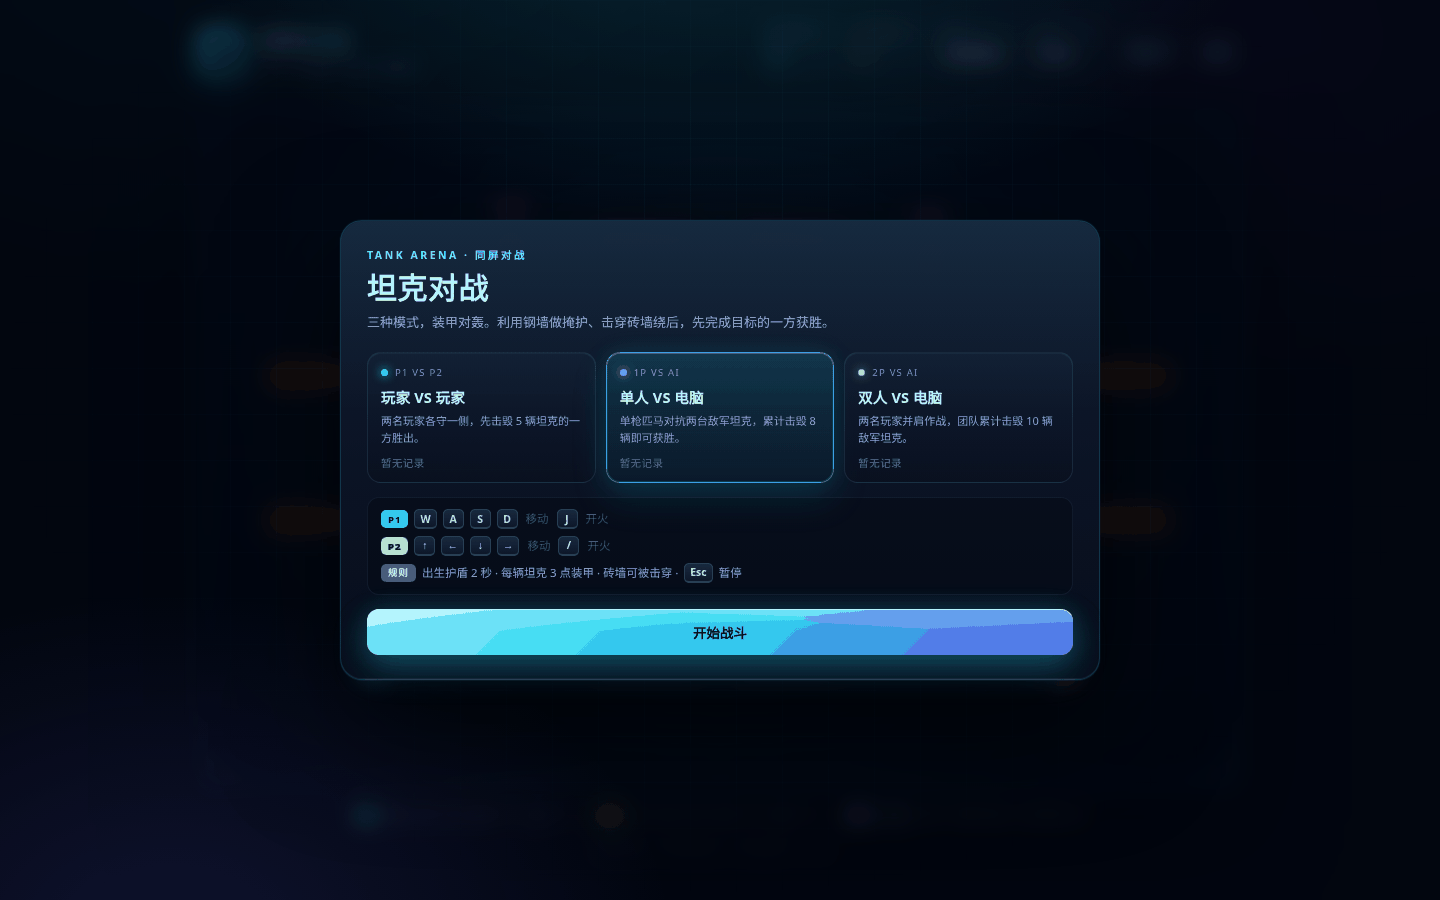 TANK ARENA · 同屏对战
坦克对战
三种模式，装甲对轰。利用钢墙做掩护、击穿砖墙绕后，先完成目标的一方获胜。
P1 VS P2
玩家 VS 玩家
两名玩家各守一侧，先击毁 5 辆坦克的一
方胜出。
暂无记录
1P VS AI
单人 VS 电脑
单枪匹马对抗两台敌军坦克，累计击毁 8
辆即可获胜。
暂无记录
2P VS AI
双人 VS 电脑
两名玩家并肩作战，团队累计击毁 10 辆
敌军坦克。
暂无记录
P1 W A S D 移动 J 开火
P2 ↑ ← ↓ → 移动 / 开火
规则 出生护盾 2 秒 · 每辆坦克 3 点装甲 · 砖墙可被击穿 · Esc 暂停
开始战斗